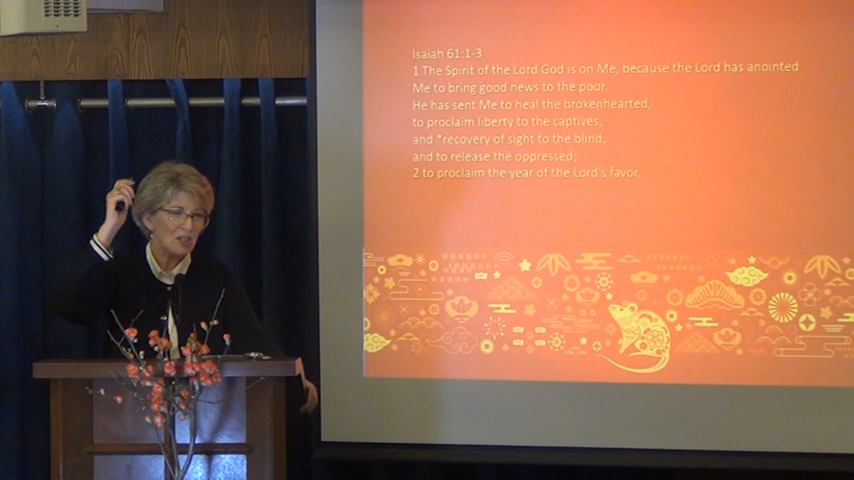 Isaiah 61:1-3
1 The Spirit of the Lord God is on Me, because the Lord has anointed
Me to bring good news to the poor.
He has sent Me to heal the brokenhearted,
to proclaim liberty to the captives,
and *recovery of sight to the blind,
and to release the oppressed;
2 to proclaim the year of the Lord's favor,